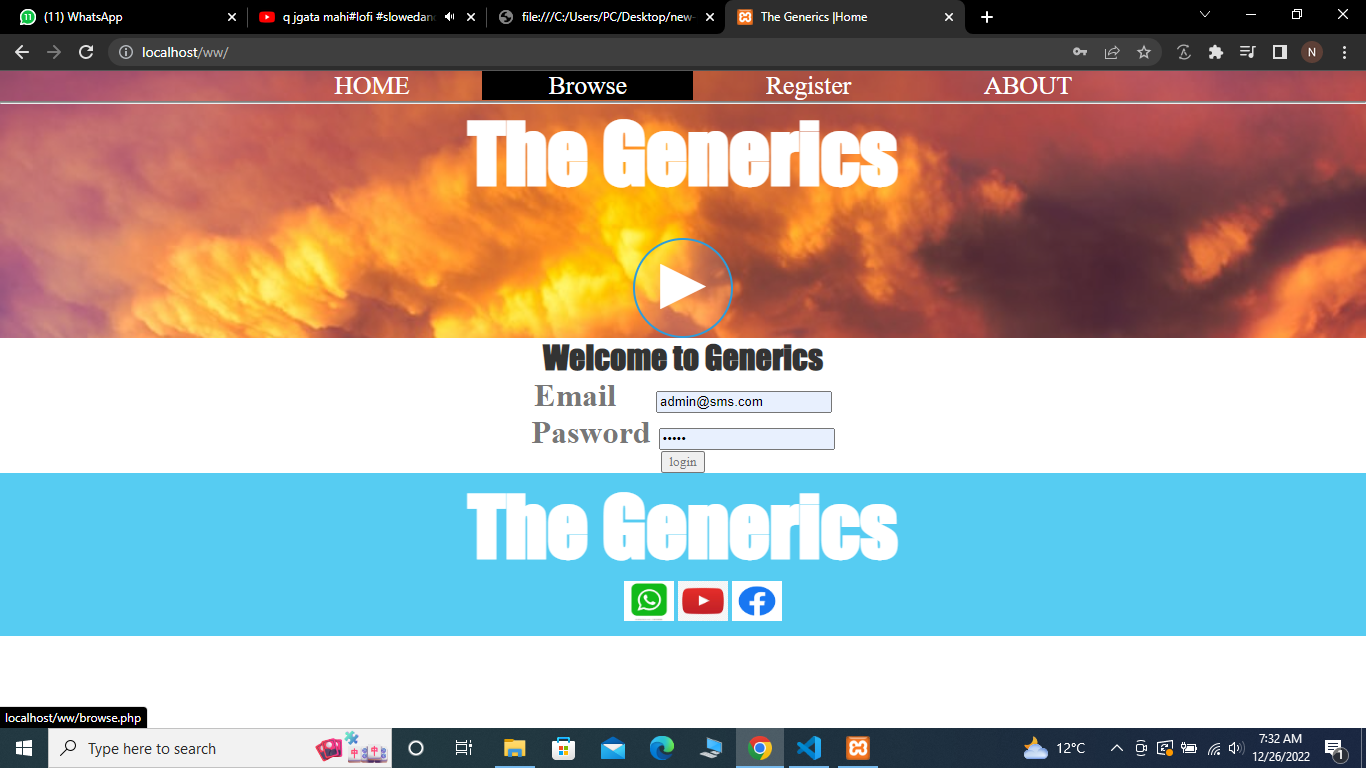 (11) WhatsApp
q jgata mahi#lofi #slowedand
file:///C:/Users/PC/Desktop/new-
The Generics |Home
localhost/ww/
N
HOME Browse Register ABOUT
The Generics
Welcome to Generics
Email admin@sms.com
Pasword •••••
login
The Generics
localhost/ww/browse.php
Type here to search
12°C
7:32 AM
12/26/2022
1